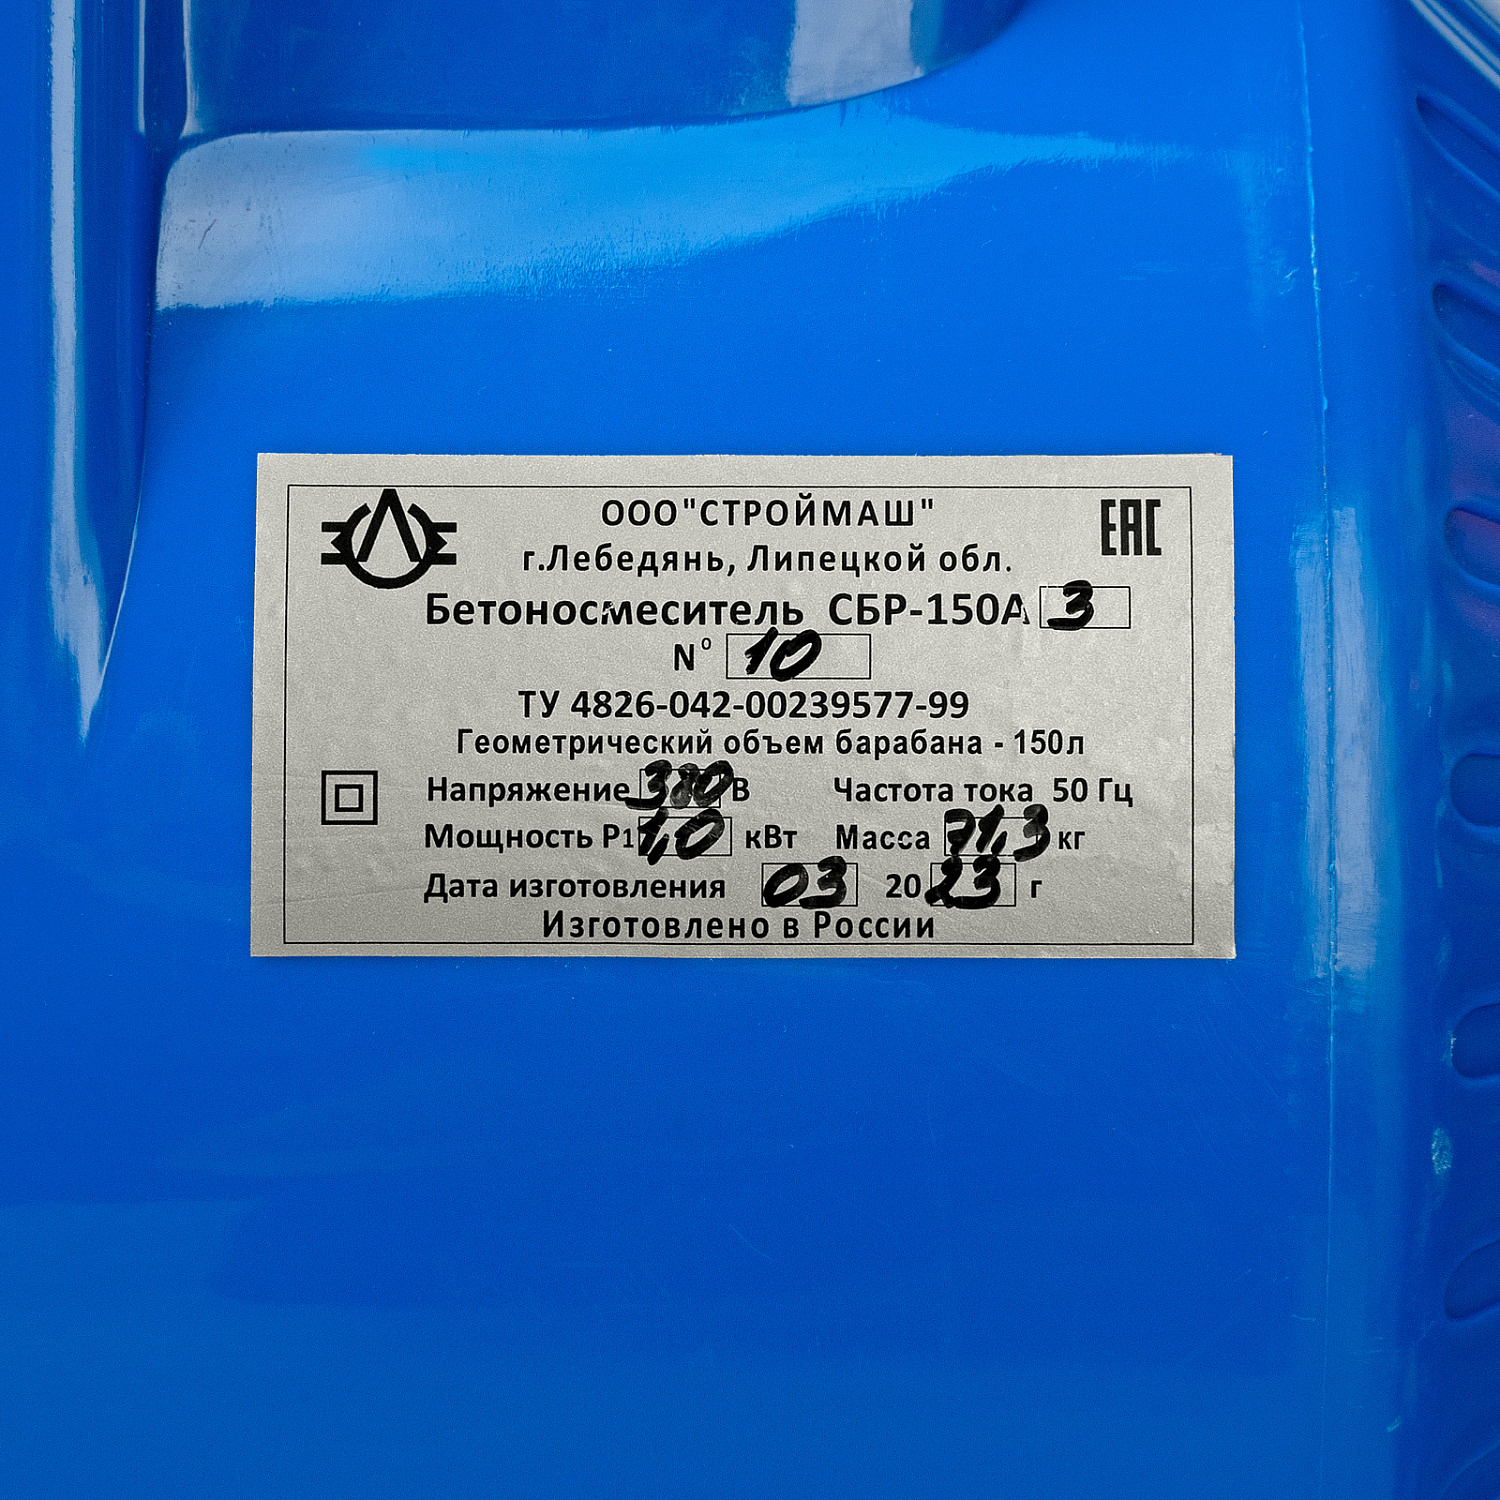 ООО"СТРОЙМАШ"
EAC
г.Лебедянь, Липецкой обл.
Бетоносмеситель СБР-150А 3
№ 10
ТУ 4826-042-00239577-99
Геометрический объем барабана - 150л
Напряжение 380 В Частота тока 50 Гц
Мощность Р1 1,0 кВт Масса 71,3 кг
Дата изготовления 03 2023 г
Изготовлено в России